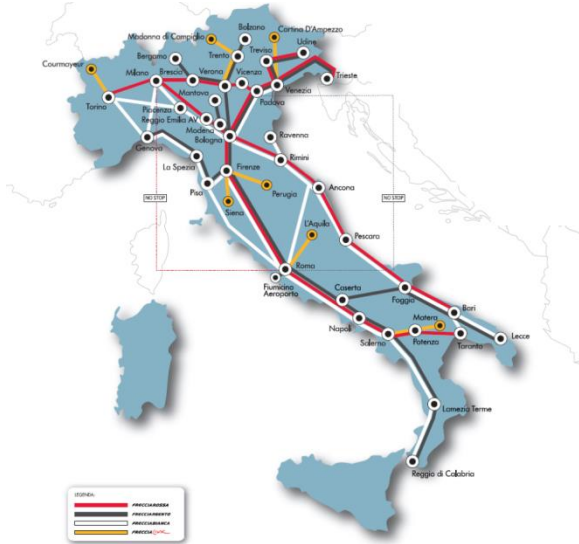 Madonna di Campiglio
Bolzano
Cortina D'Ampezzo
Udine
Treviso
Bergamo
Trento
Courmayeur
Milano
Brescia
Verona
Vicenza
Trieste
Mantova
Padova
Venezia
Torino
Piacenza
Reggio Emilia AV
Modena
Bologna
Ravenna
Genova
Rimini
La Spezia
Firenze
NO STOP
Pisa
Siena
Perugia
Ancona
NO STOP
L'Aquila
Pescara
Roma
Fiumicino
Aeroporto
Caserta
Foggia
Bari
Napoli
Matera
Salerno
Potenza
Taranto
Lecce
Lamezia Terme
Reggio di Calabria
LEGENDA:
FRECCIAROSSA
FRECCIARGENTO
FRECCIABIANCA
FRECCIALink